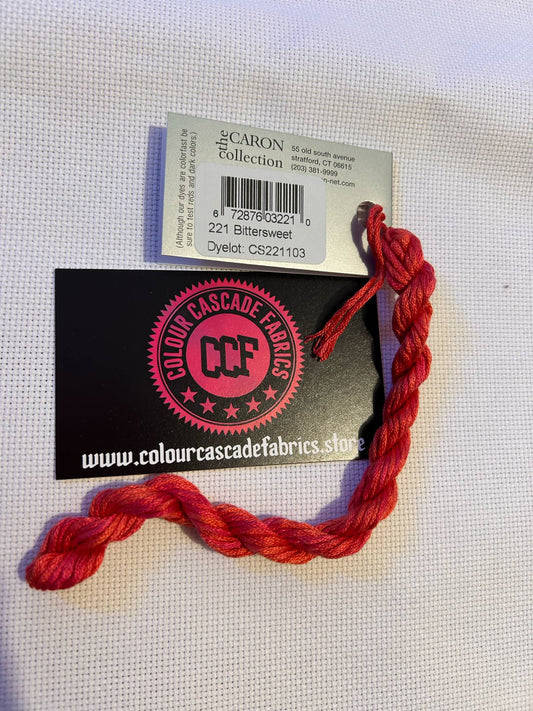 the CARON
collection
55 old south avenue
stratford, CT 06615
(203) 381-9999
n-net.com
(Although our dyes are colorfast be
sure to test reds and dark colors.)
6 72876 03221 0
221 Bittersweet
Dyelot: CS221103
COLOUR CASCADE FABRICS
CCF
www.colourcascadefabrics.store